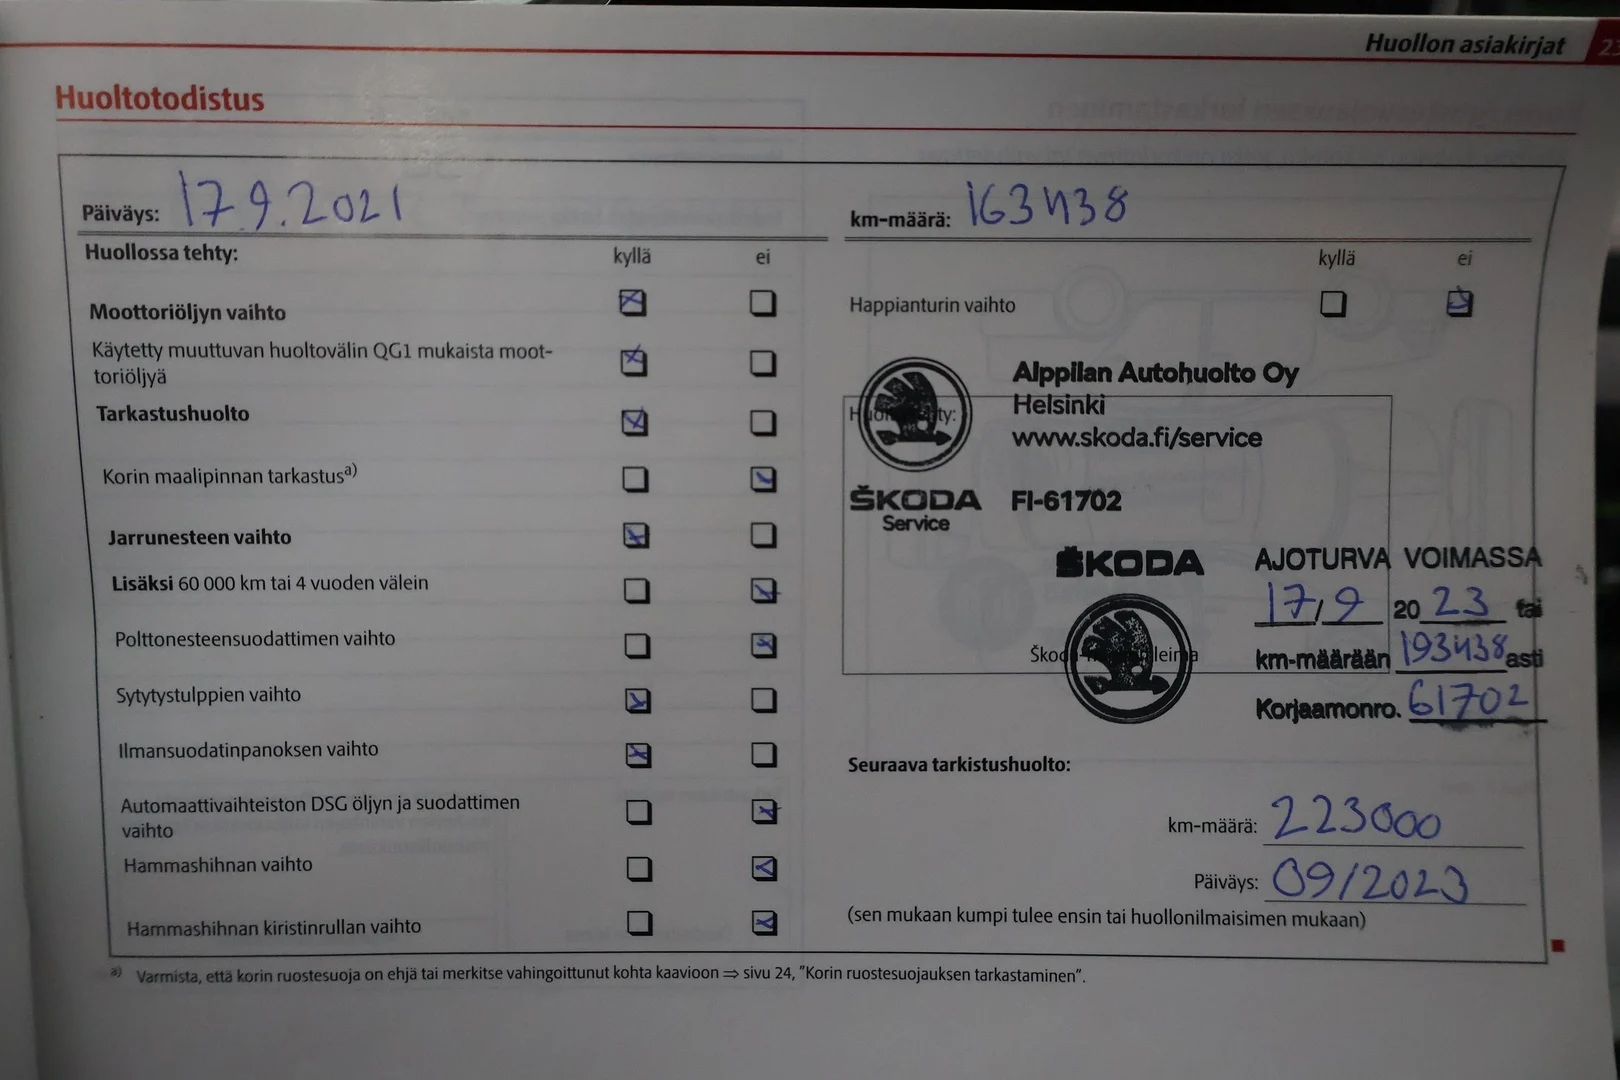 Huollon asiakirjat
Huoltotodistus
Päiväys: 17.9.2021
km-määrä: 163438
Huollossa tehty: kyllä ei
kyllä ei
Moottoriöljyn vaihto
Happianturin vaihto
Käytetty muuttuvan huoltovälin QG1 mukaista moot-
toriöljyä
Tarkastushuolto
Korin maalipinnan tarkastusa)
Jarrunesteen vaihto
Lisäksi 60 000 km tai 4 vuoden välein
Polttonesteensuodattimen vaihto
Sytytystulppien vaihto
Ilmansuodatinpanoksen vaihto
Automaattivaihteiston DSG öljyn ja suodattimen
vaihto
Hammashihnan vaihto
Hammashihnan kiristinrullan vaihto
Alppilan Autohuolto Oy
Helsinki
www.skoda.fi/service
ŠKODA FI-61702
Service
ŠKODA AJOTURVA VOIMASSA
17/9 2023 tai
km-määrään 193438 asti
Korjaamonro. 61702
Seuraava tarkistushuolto:
km-määrä: 223000
Päiväys: 09/2023
(sen mukaan kumpi tulee ensin tai huollonilmaisimen mukaan)
a) Varmista, että korin ruostesuoja on ehjä tai merkitse vahingoittunut kohta kaavioon ⇒ sivu 24, "Korin ruostesuojauksen tarkastaminen".